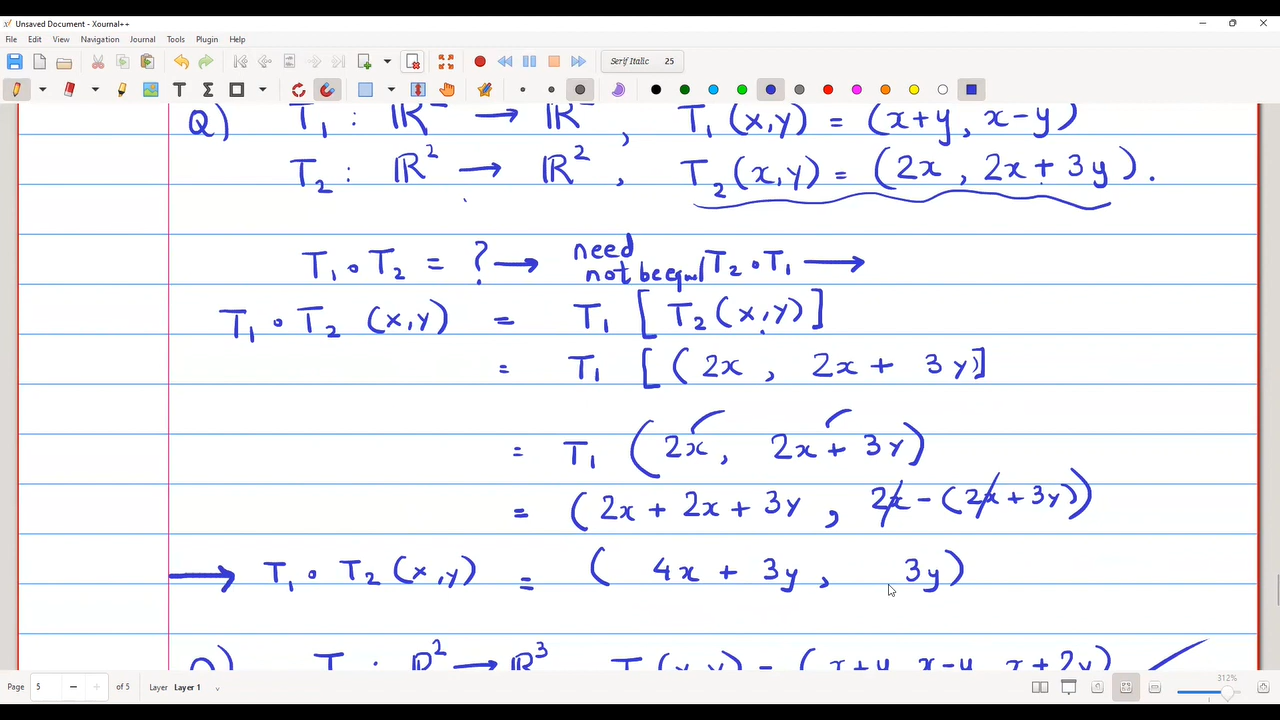 Unsaved Document - Xournal++
File Edit View Navigation Journal Tools Plugin Help
Serif Italic 25
Q) T₁ : ℝ → ℝ , T₁(x,y) = (x+y, x-y)
T₂ : ℝ² → ℝ² , T₂(x,y) = (2x, 2x + 3y).
T₁∘T₂ = ? → need
not be equal T₂∘T₁ →
T₁∘T₂ (x,y) = T₁ [T₂(x,y)]
= T₁ [(2x , 2x + 3y)]
= T₁ (2x, 2x + 3y)
= (2x + 2x + 3y , 2x - (2x + 3y))
→ T₁∘T₂(x,y) = ( 4x + 3y , 3y)
Q) T : ℝ² → ℝ³ T (x,y) = (x+y, x-y, x+2y)
Page 5 of 5 Layer Layer 1 312%